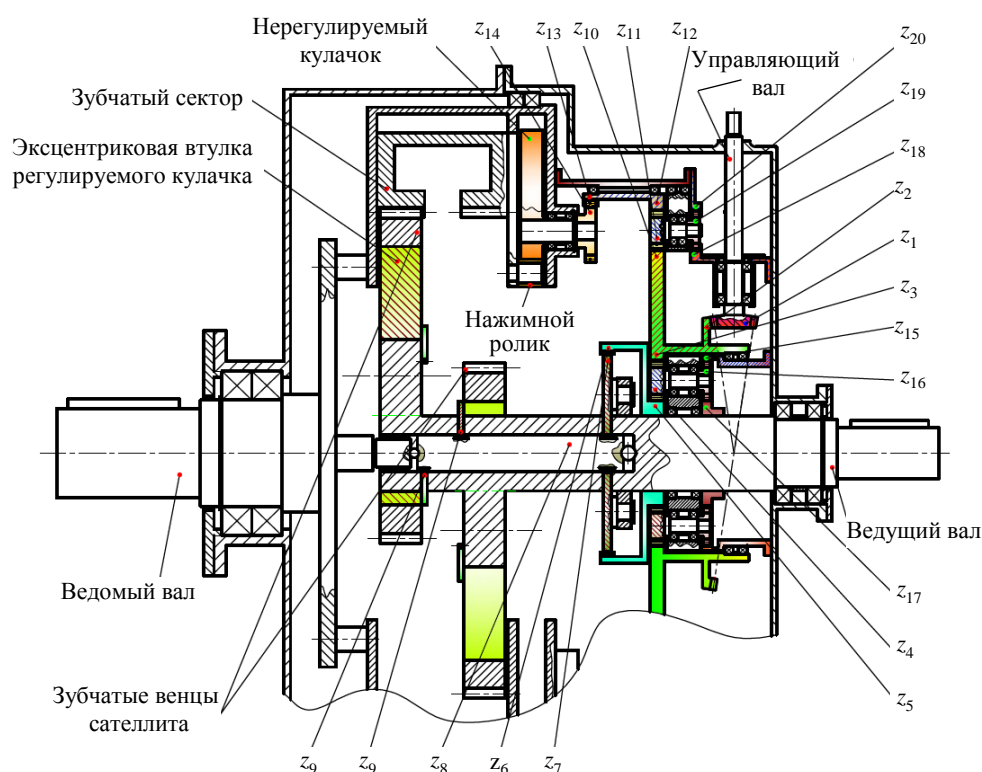 Нерегулируемый
кулачок
z14
z13
z10
z11
z12
z20
Управляющий
вал
z19
Зубчатый сектор
Эксцентриковая втулка
регулируемого кулачка
z18
z2
z1
z3
Нажимной
ролик
z15
z16
Ведомый вал
Ведущий вал
z17
z4
z5
Зубчатые венцы
сателлита
z9
z9
z8
z6
z7